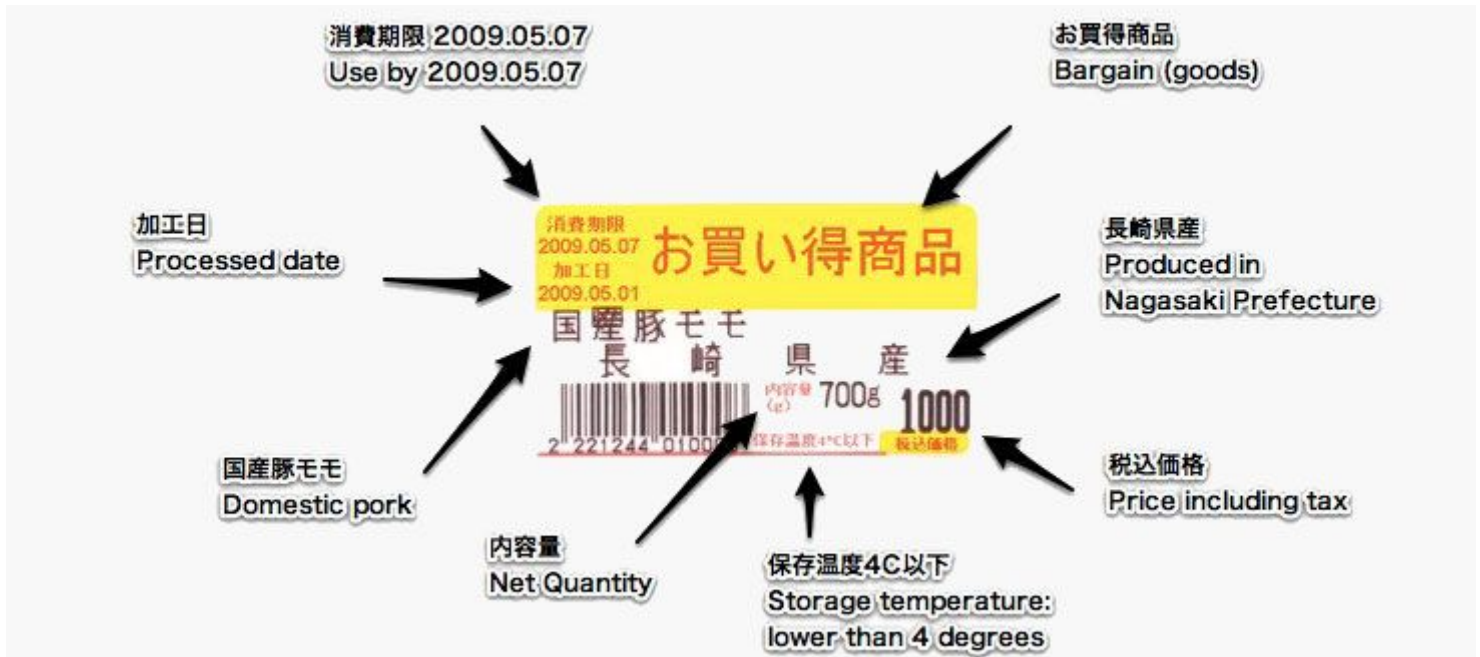 消費期限 2009.05.07
Use by 2009.05.07
お買得商品
Bargain (goods)
加工日
Processed date
消費期限
2009.05.07
加工日
2009.05.01
お買い得商品
長崎県産
Produced in
Nagasaki Prefecture
国産豚モモ
長崎県産
内容量
(g)
700g
1000
2 221244 0100
保存温度4℃以下
税込価格
国産豚モモ
Domestic pork
内容量
Net Quantity
保存温度4C以下
Storage temperature:
lower than 4 degrees
税込価格
Price including tax